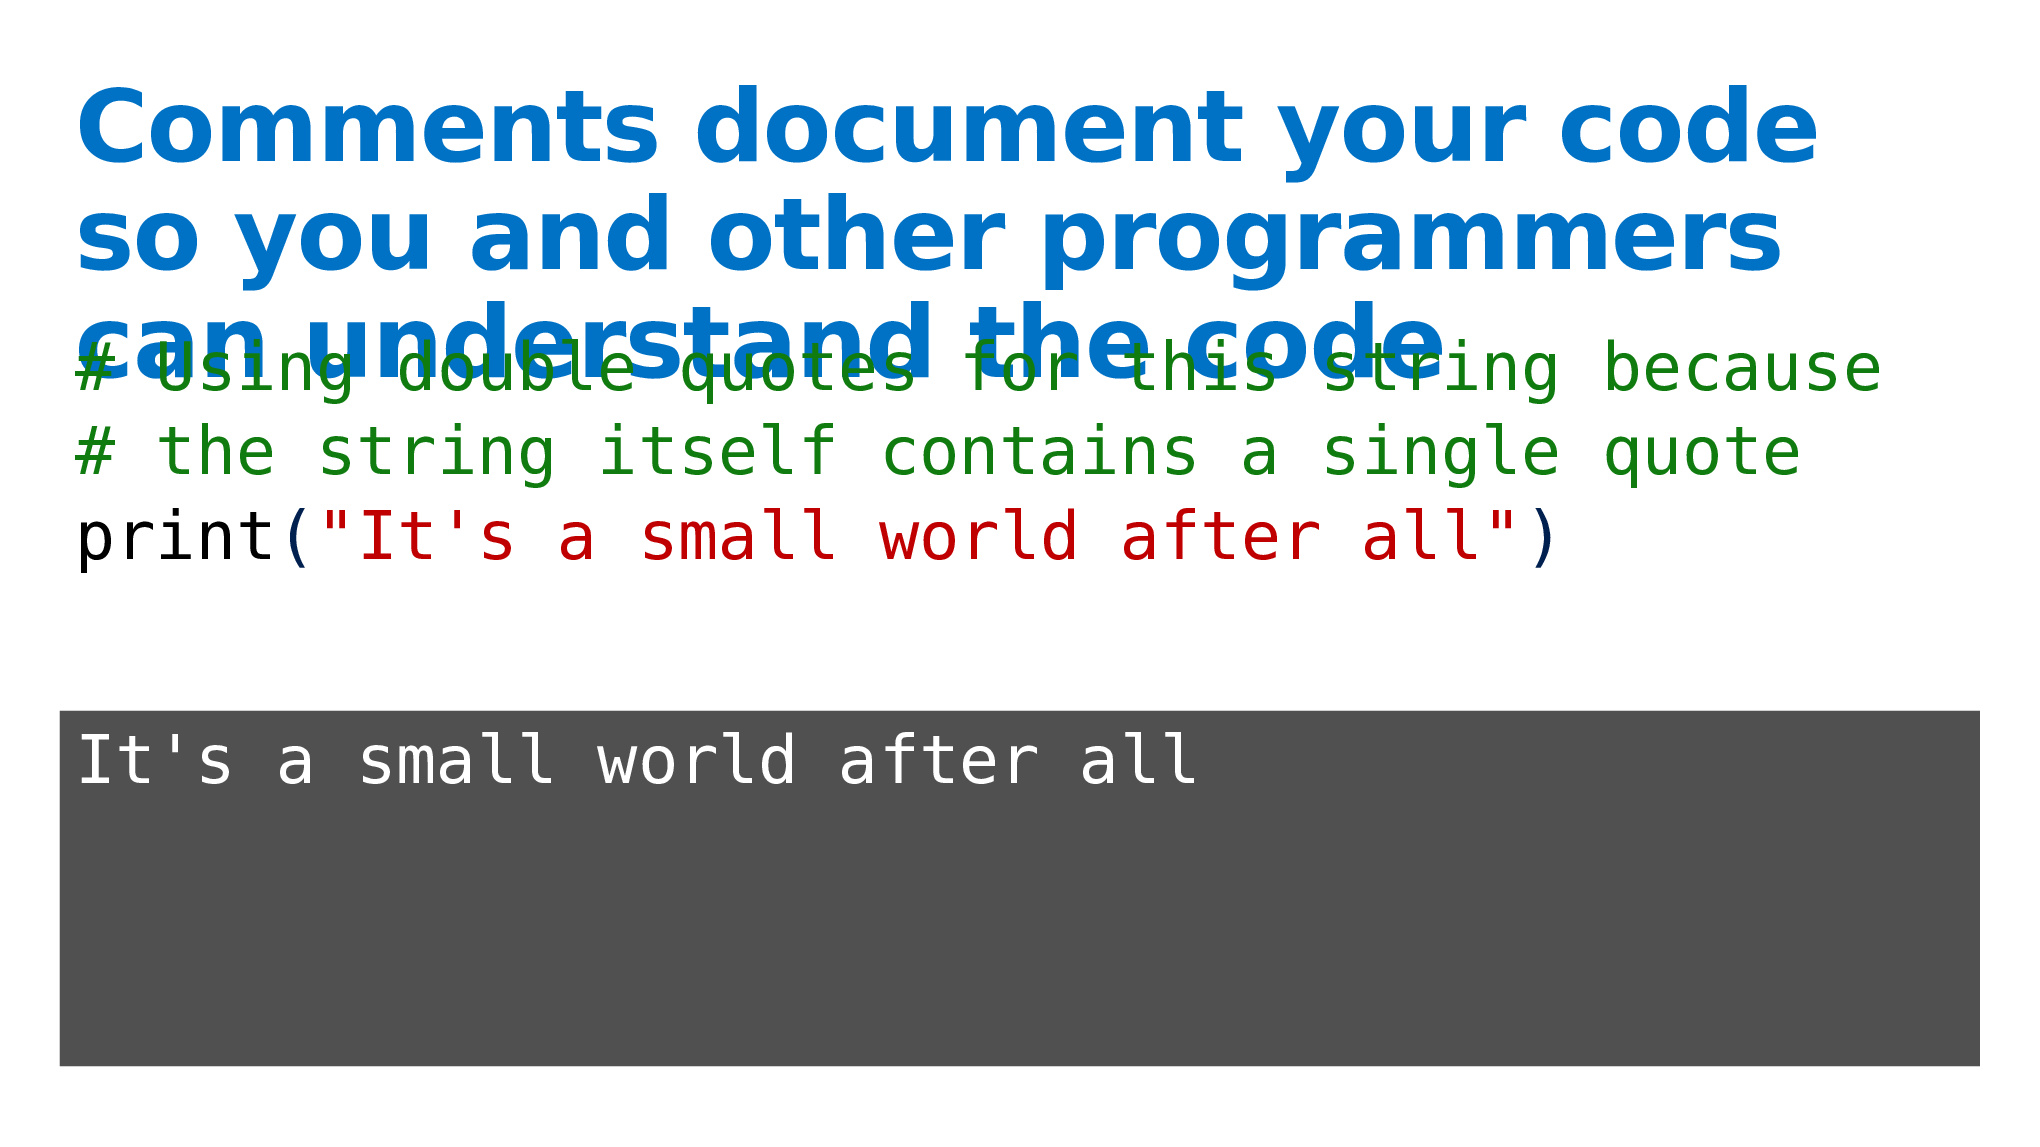 Comments document your code
so you and other programmers
can understand the code
# Using double quotes for this string because
# the string itself contains a single quote
print("It's a small world after all")
It's a small world after all